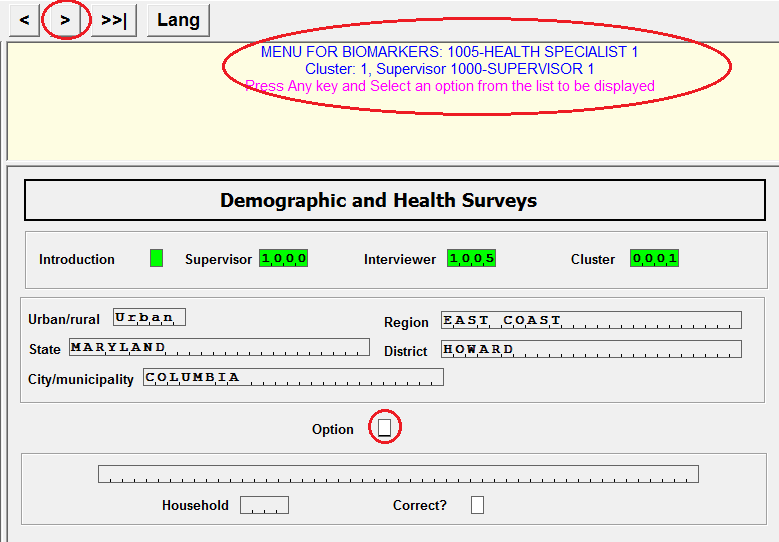 < > >>| Lang
MENU FOR BIOMARKERS: 1005-HEALTH SPECIALIST 1
Cluster: 1, Supervisor 1000-SUPERVISOR 1
Press Any key and Select an option from the list to be displayed
Demographic and Health Surveys
Introduction Supervisor 1000 Interviewer 1005 Cluster 0001
Urban/rural Urban Region EAST COAST
State MARYLAND District HOWARD
City/municipality COLUMBIA
Option
Household Correct?